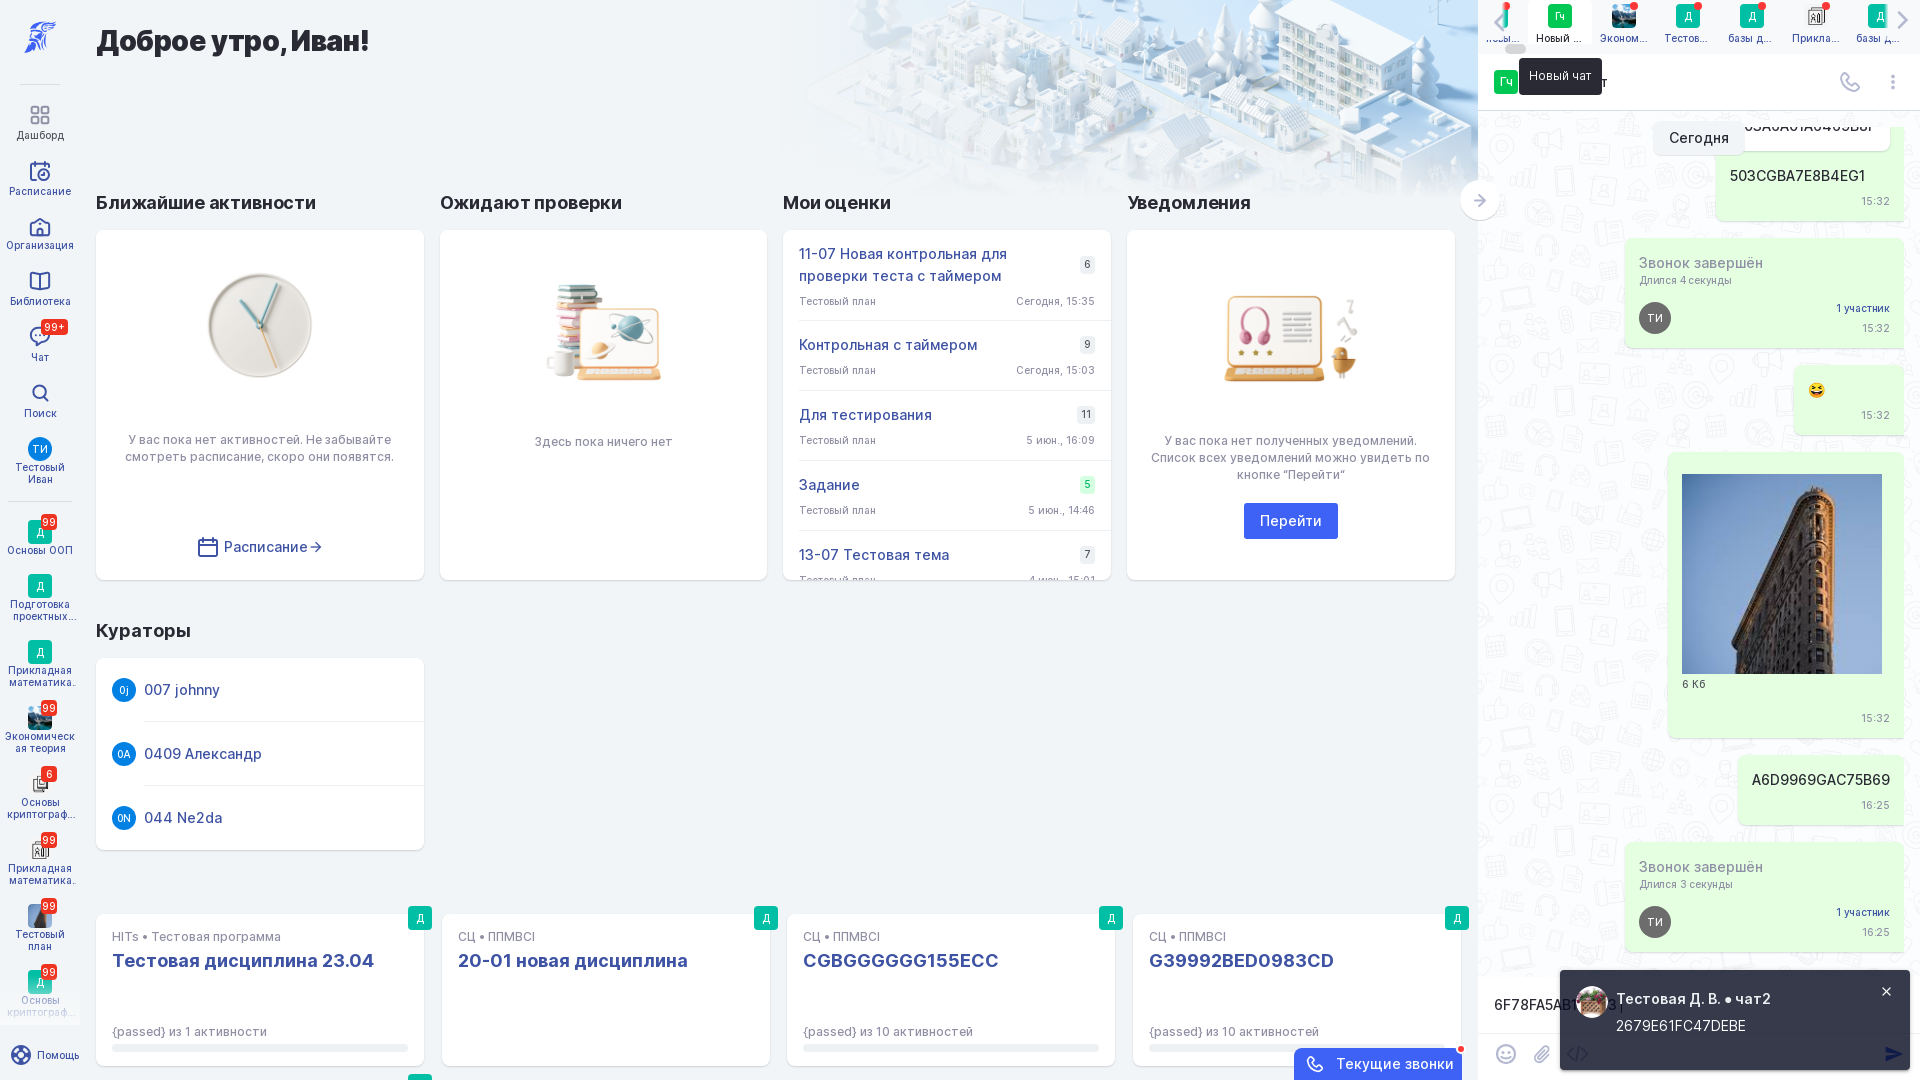 Доброе утро, Иван!
Дашборд
Расписание
Организация
Библиотека
99+
Чат
Поиск
ТИ
Тестовый
Иван
99
Д
Основы ООП
Д
Подготовка
проектных...
Д
Прикладная
математика.
99
Экономическ
ая теория
6
Основы
криптограф...
99
Прикладная
математика.
99
Тестовый
план
99
Д
Основы
криптограф...
Помощь
Ближайшие активности
У вас пока нет активностей. Не забывайте
смотреть расписание, скоро они появятся.
Расписание
Ожидают проверки
Здесь пока ничего нет
Мои оценки
11-07 Новая контрольная для
проверки теста с таймером
6
Тестовый план
Сегодня, 15:35
Контрольная с таймером
9
Тестовый план
Сегодня, 15:03
Для тестирования
11
Тестовый план
5 июн., 16:09
Задание
5
Тестовый план
5 июн., 14:46
13-07 Тестовая тема
7
Тестовый план
4 июн., 15:01
Уведомления
У вас пока нет полученных уведомлений.
Список всех уведомлений можно увидеть по
кнопке “Перейти“
Перейти
Кураторы
0j
007 johnny
0А
0409 Александр
0N
044 Ne2da
Д
HITs • Тестовая программа
Тестовая дисциплина 23.04
{passed} из 1 активности
Д
СЦ • ППМВСI
20-01 новая дисциплина
Д
СЦ • ППМВСI
CGBGGGGGG155ECC
{passed} из 10 активностей
Д
СЦ • ППМВСI
G39992BED0983CD
{passed} из 10 активностей
Текущие звонки
Гч
Новый ...
Эконом...
Д
Тестов...
Д
базы д...
Прикла...
Д
базы д...
Гч
Новый чат
Сегодня
503CGBA7E8B4EG1
15:32
Звонок завершён
Длился 4 секунды
ТИ
1 участник
15:32
15:32
6 Кб
15:32
A6D9969GAC75B69
16:25
Звонок завершён
Длился 3 секунды
ТИ
1 участник
16:25
Тестовая Д. В. ● чат2
2679E61FC47DEBE